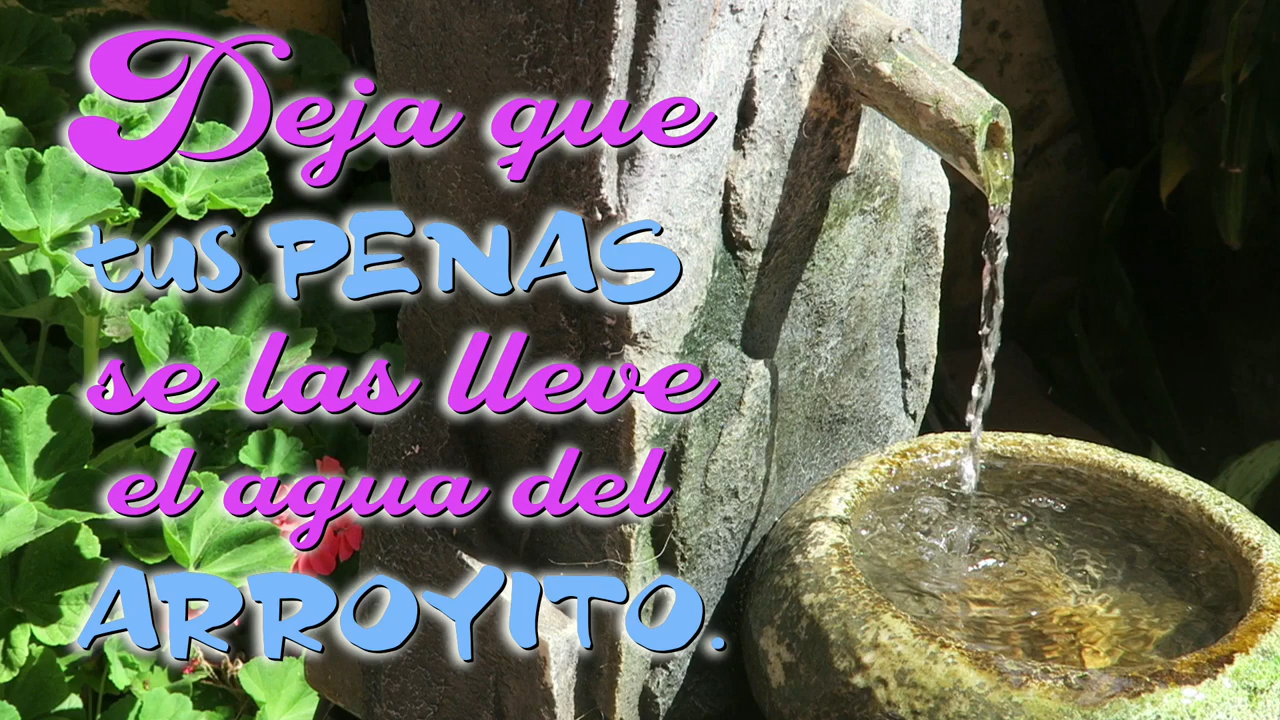 Deja que
tus PENAS
se las lleve
el agua del
ARROYITO.